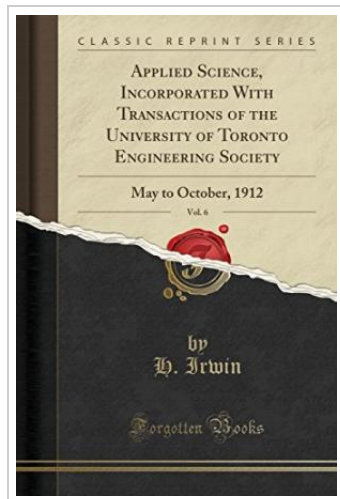 CLASSIC REPRINT SERIES
APPLIED SCIENCE,
INCORPORATED WITH
TRANSACTIONS OF THE
UNIVERSITY OF TORONTO
ENGINEERING SOCIETY
MAY TO OCTOBER, 1912
Vol. 6
by
H. Irwin
Forgotten Books